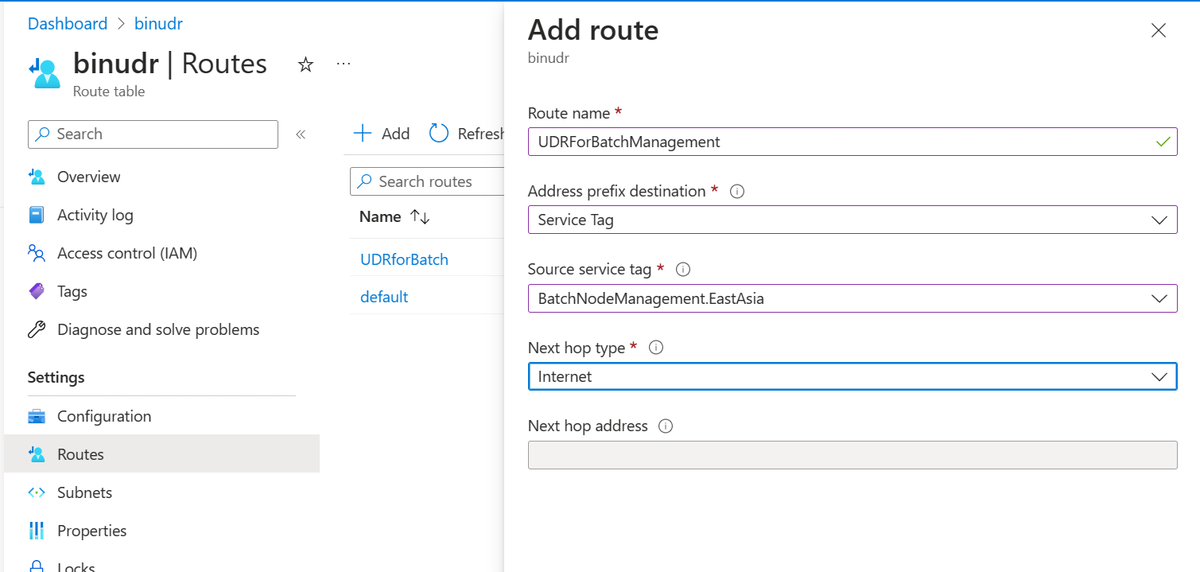 Dashboard > binudr
binudr | Routes
Route table
Search
Overview
Activity log
Access control (IAM)
Tags
Diagnose and solve problems
Settings
Configuration
Routes
Subnets
Properties
Locks
Add Refresh
Search routes
Name
UDRforBatch
default
Add route
binudr
Route name *
UDRForBatchManagement
Address prefix destination *
Service Tag
Source service tag *
BatchNodeManagement.EastAsia
Next hop type *
Internet
Next hop address